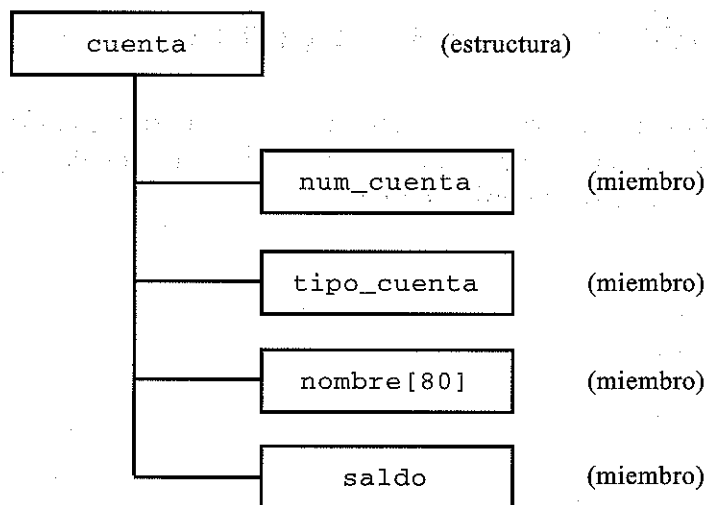 cuenta (estructura)
num_cuenta (miembro)
tipo_cuenta (miembro)
nombre[80] (miembro)
saldo (miembro)